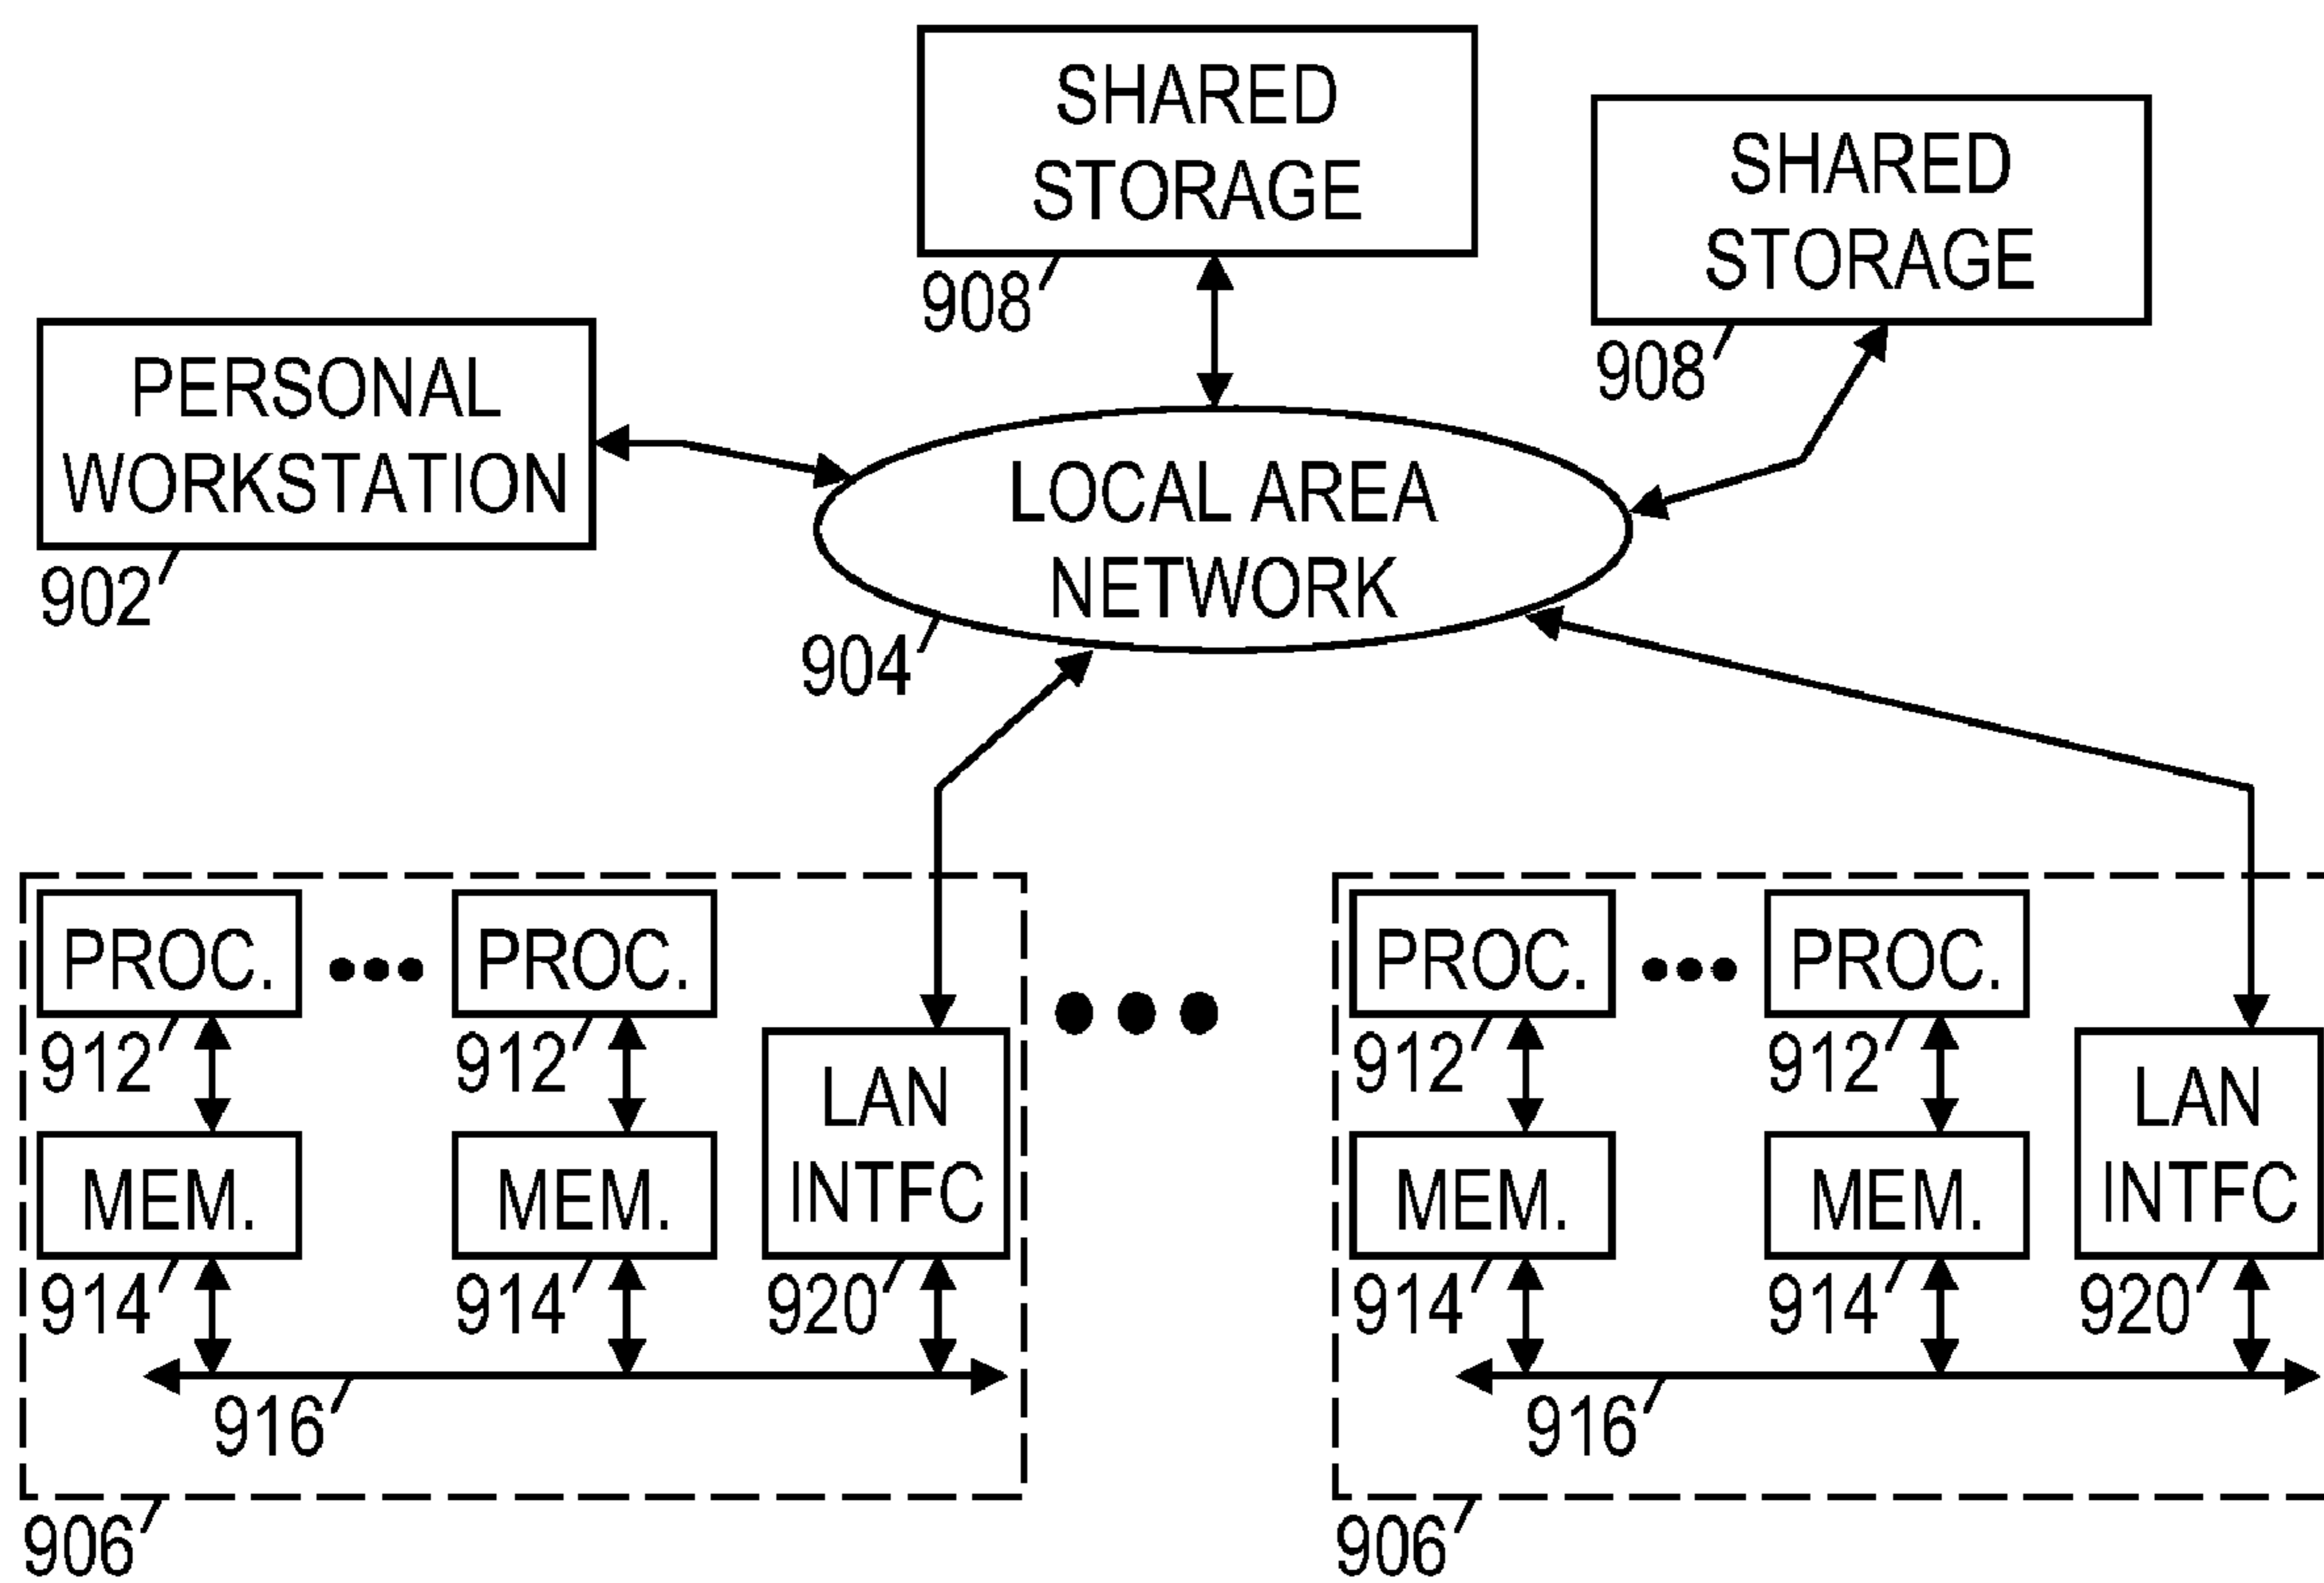 SHARED
STORAGE
908
SHARED
STORAGE
908
PERSONAL
WORKSTATION
902
LOCAL AREA
NETWORK
904
PROC.
912
PROC.
912
MEM.
914
MEM.
914
LAN
INTFC
920
916
906
PROC.
912
PROC.
912
MEM.
914
MEM.
914
LAN
INTFC
920
916
906